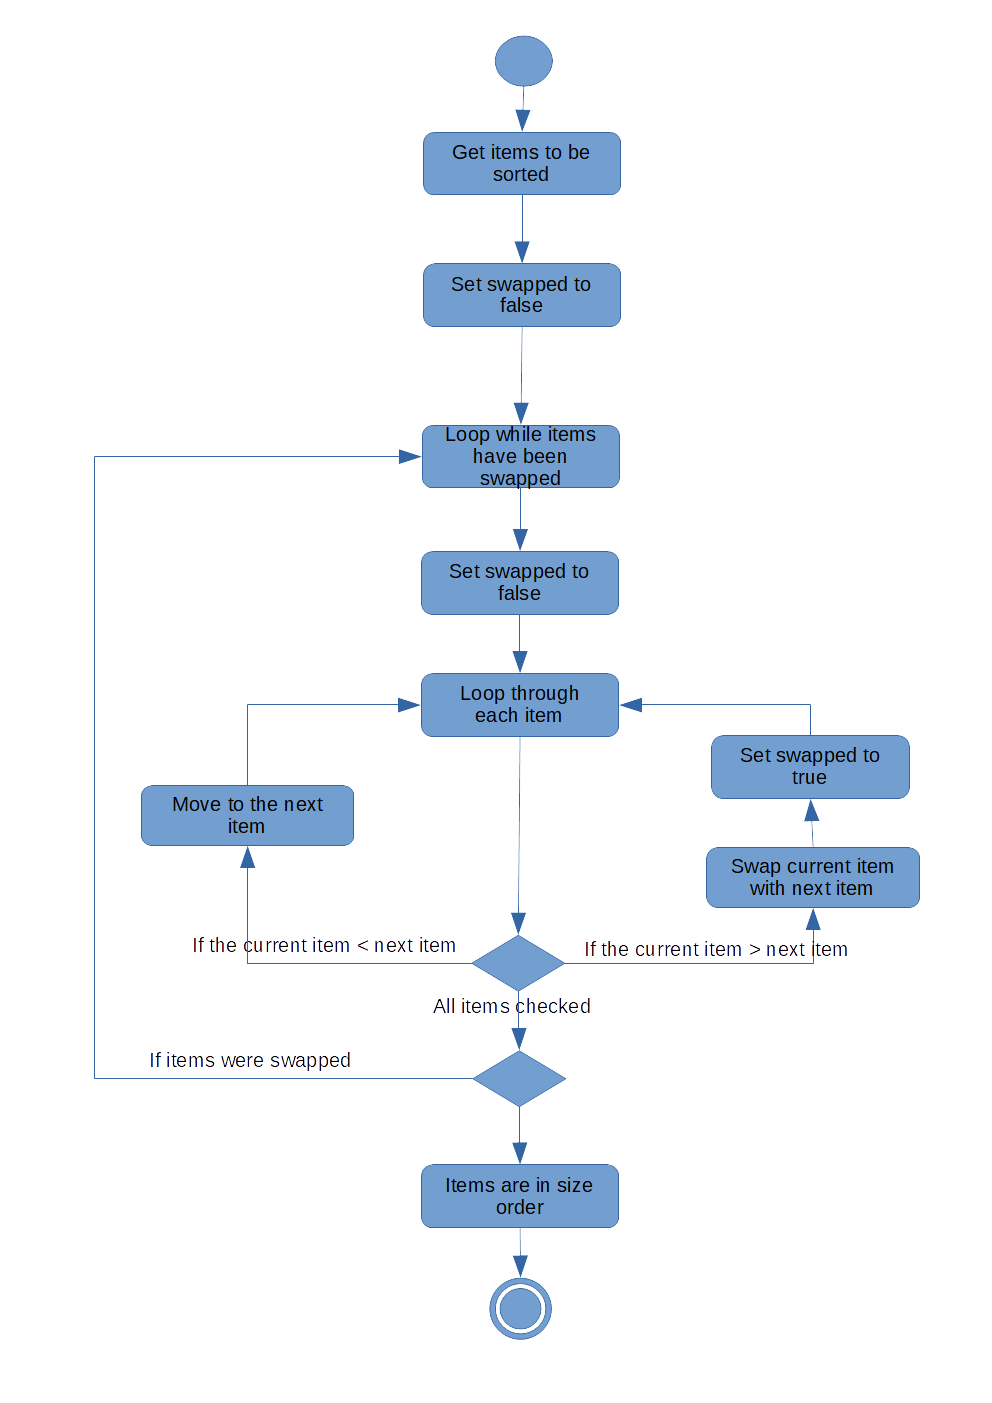 Get items to be
sorted
Set swapped to
false
Loop while items
have been
swapped
Set swapped to
false
Loop through
each item
Set swapped to
true
Move to the next
item
Swap current item
with next item
If the current item < next item
If the current item > next item
All items checked
If items were swapped
Items are in size
order